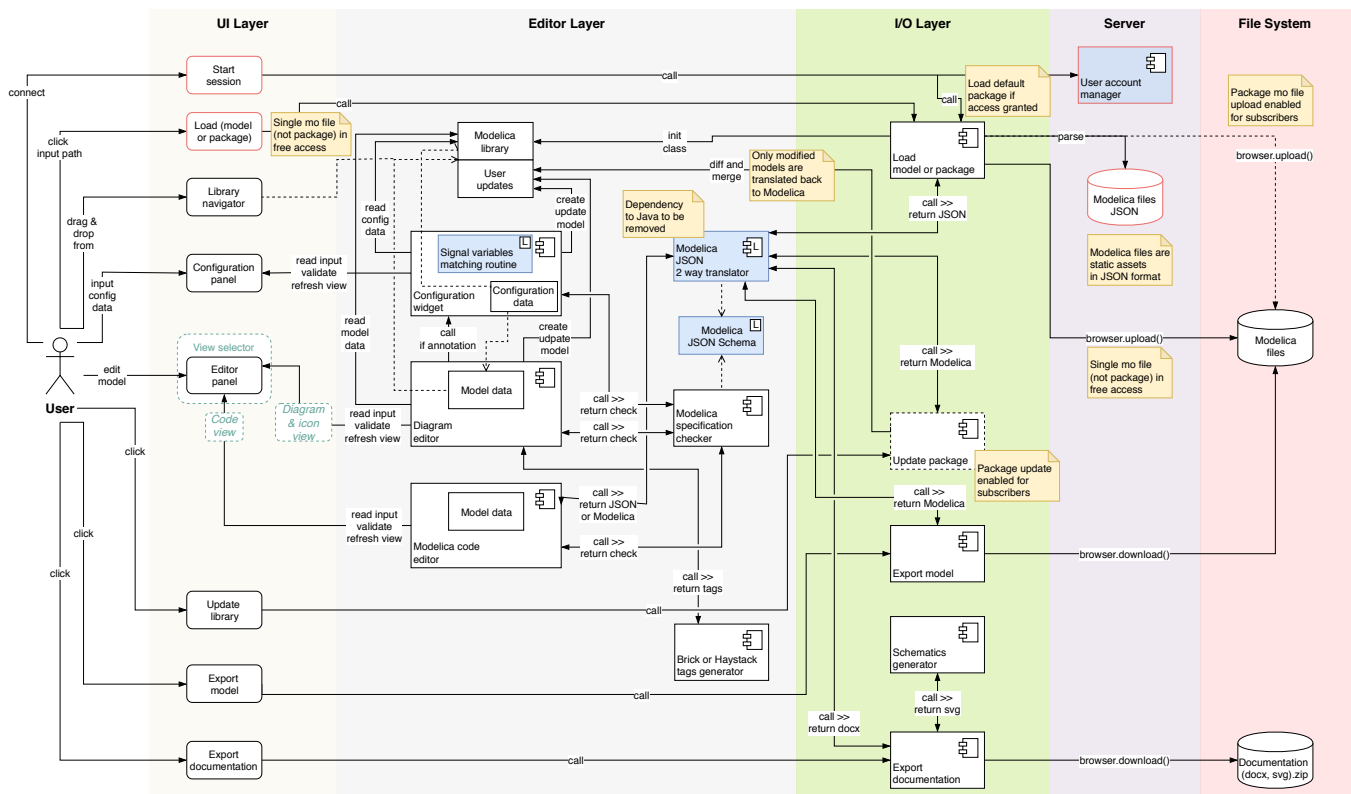 UI Layer
Editor Layer
I/O Layer
Server
File System
Start
session
call
connect
Load default
package if
access granted
User account
manager
Package mo file
upload enabled
for subscribers
call
call
Load (model
or package)
Single mo file
(not package) in
free access
click
input path
Modelica
library
User
updates
init
class
Load
model or package
parse
browser.upload()
diff and
merge
Only modified
models are
translated back
to Modelica
Library
navigator
Modelica files
JSON
drag &
drop
from
read
config
data
create
update
model
Dependency
to Java to be
removed
call >>
return JSON
Signal variables
matching routine
L
Modelica
JSON
2 way translator
L
Modelica files are
static assets
in JSON format
Configuration
panel
input
config
data
read input
validate
refresh view
Configuration
widget
Configuration
data
read
model
data
call
if annotation
create
udpate
model
Modelica
JSON Schema
L
browser.upload()
Modelica
files
View selector
Editor
panel
edit
model
call >>
return Modelica
Single mo file
(not package) in
free access
Model data
User
Code
view
Diagram
& icon
view
read input
validate
refresh view
Diagram
editor
call >>
return check
call >>
return check
Modelica
specification
checker
click
Update package
Package update
enabled for
subscribers
call >>
return JSON
or Modelica
call >>
return Modelica
Model data
read input
validate
refresh view
Modelica code
editor
call >>
return check
click
click
Export model
browser.download()
call >>
return tags
Update
library
call
Brick or Haystack
tags generator
Schematics
generator
Export
model
call
call >>
return svg
call >>
return docx
Export
documentation
call
Export
documentation
browser.download()
Documentation
(docx, svg).zip